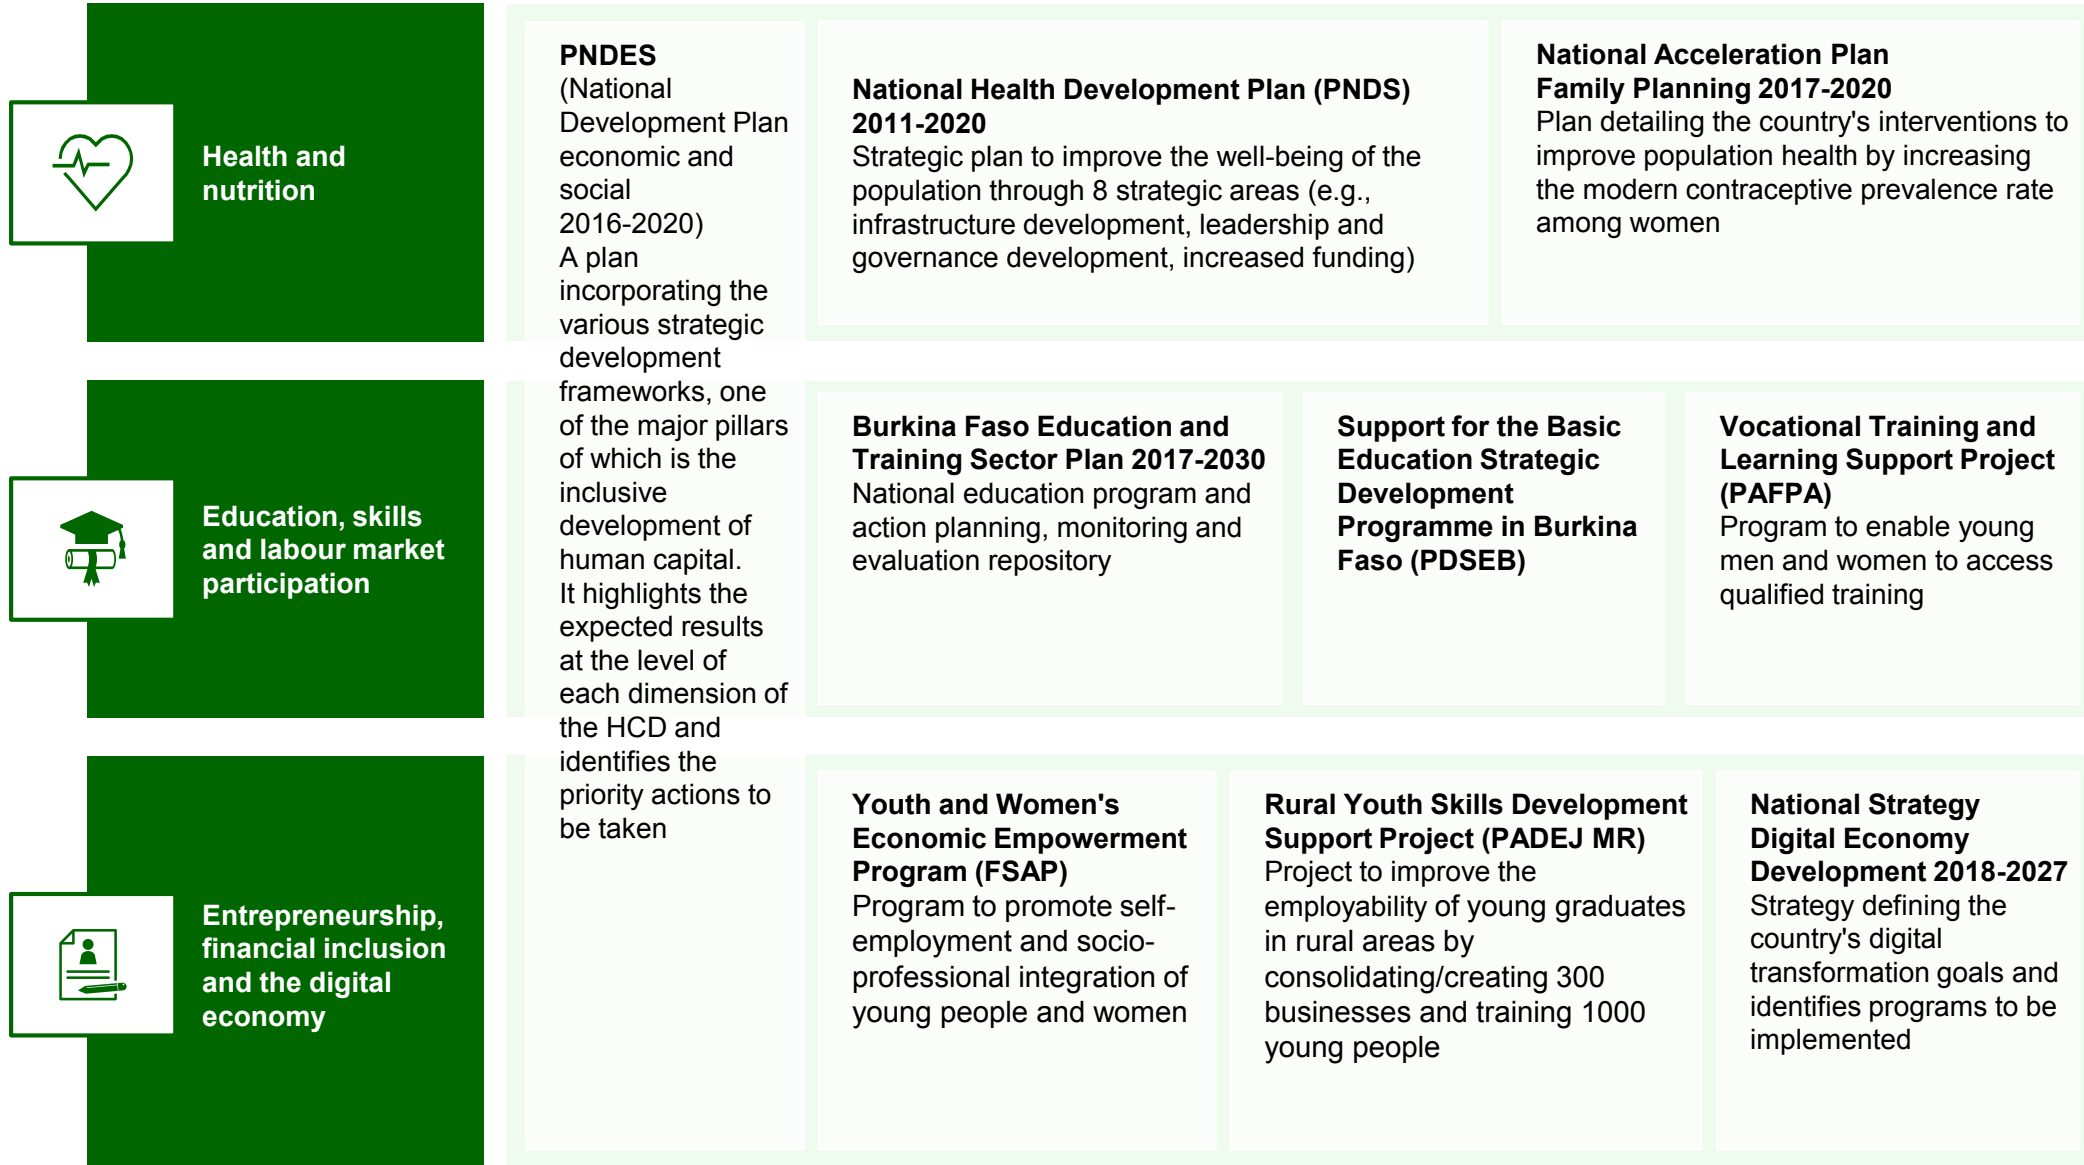 Health and
nutrition
PNDES
(National
Development Plan
economic and
social
2016-2020)
A plan
incorporating the
various strategic
development
frameworks, one
of the major pillars
of which is the
inclusive
development of
human capital.
It highlights the
expected results
at the level of
each dimension of
the HCD and
identifies the
priority actions to
be taken
National Health Development Plan (PNDS)
2011-2020
Strategic plan to improve the well-being of the
population through 8 strategic areas (e.g.,
infrastructure development, leadership and
governance development, increased funding)
National Acceleration Plan
Family Planning 2017-2020
Plan detailing the country's interventions to
improve population health by increasing
the modern contraceptive prevalence rate
among women
Education, skills
and labour market
participation
Burkina Faso Education and
Training Sector Plan 2017-2030
National education program and
action planning, monitoring and
evaluation repository
Support for the Basic
Education Strategic
Development
Programme in Burkina
Faso (PDSEB)
Vocational Training and
Learning Support Project
(PAFPA)
Program to enable young
men and women to access
qualified training
Entrepreneurship,
financial inclusion
and the digital
economy
Youth and Women's
Economic Empowerment
Program (FSAP)
Program to promote self-
employment and socio-
professional integration of
young people and women
Rural Youth Skills Development
Support Project (PADEJ MR)
Project to improve the
employability of young graduates
in rural areas by
consolidating/creating 300
businesses and training 1000
young people
National Strategy
Digital Economy
Development 2018-2027
Strategy defining the
country's digital
transformation goals and
identifies programs to be
implemented